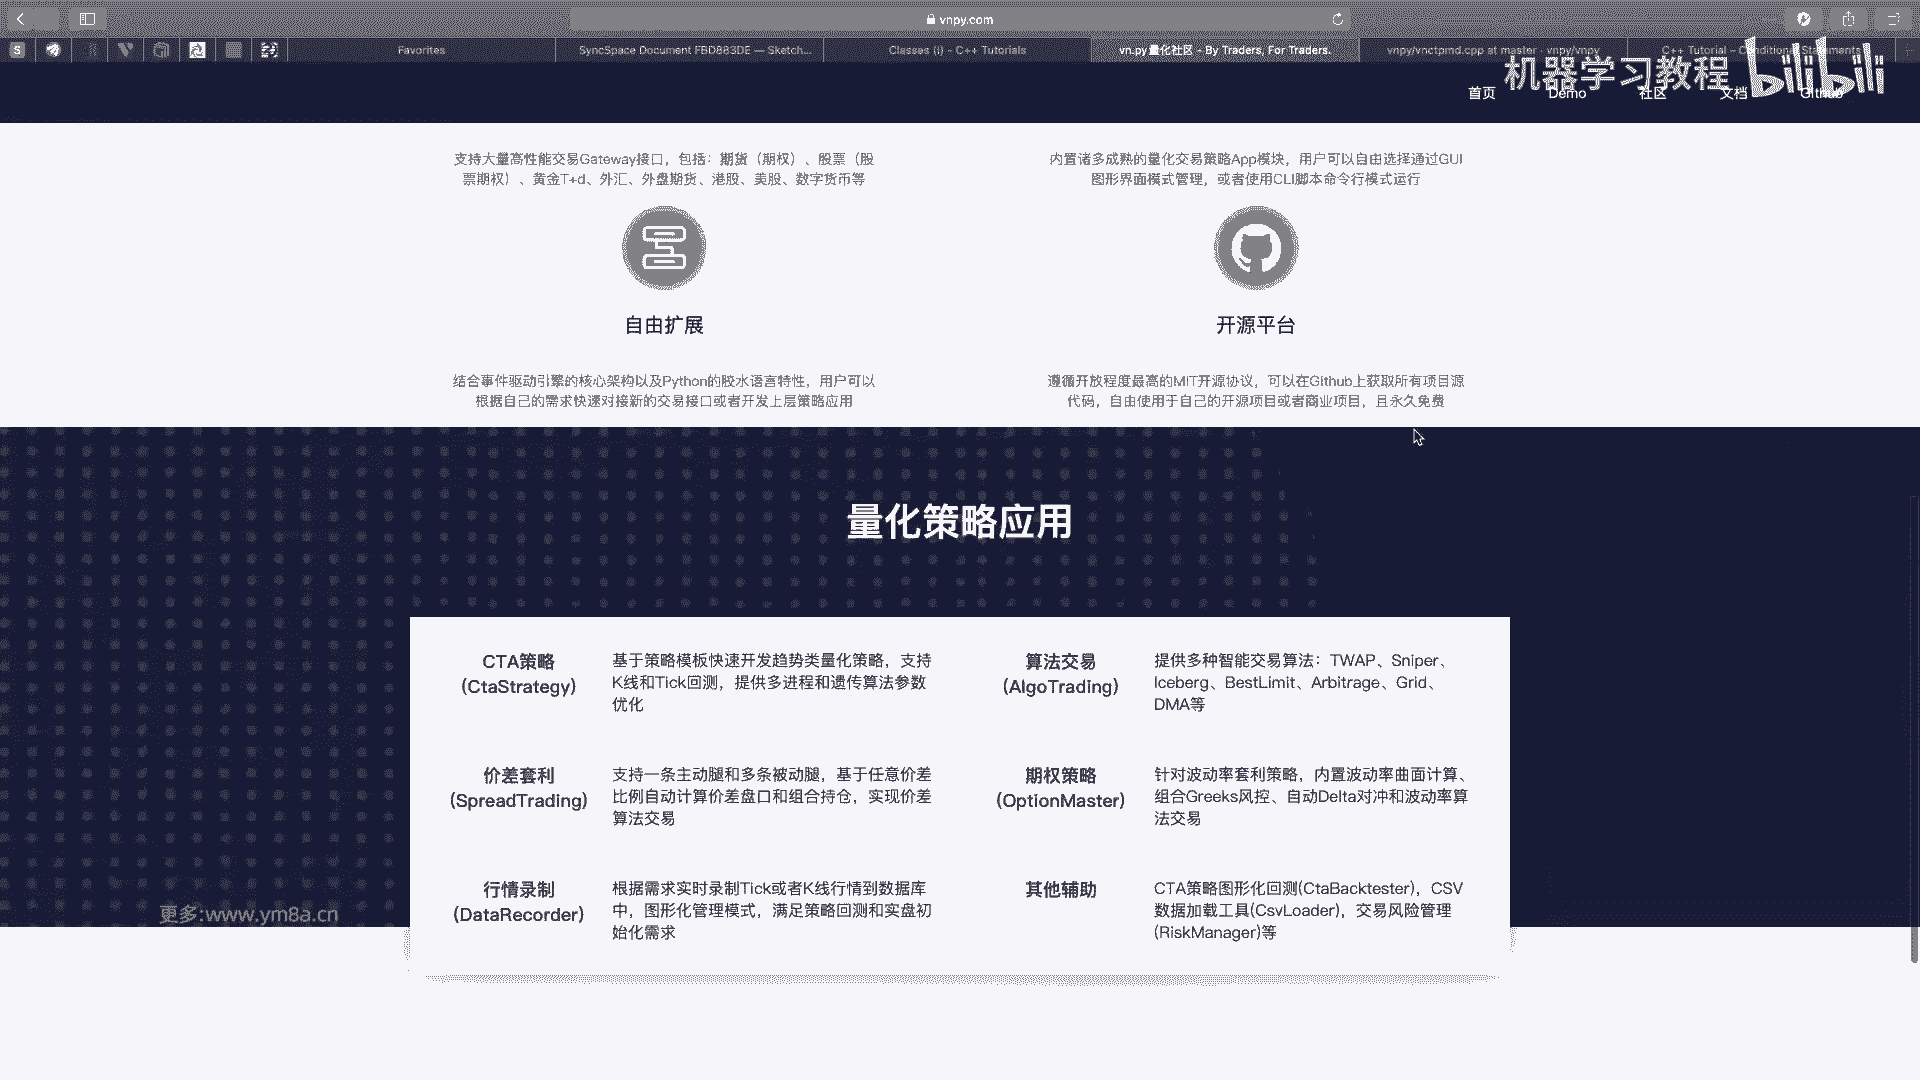 vnpy.com
S
Favorites
SyncSpace Document FBD883DE — Sketch...
Classes (I) - C++ Tutorials
vn.py量化社区 - By Traders, For Traders.
vnpy/vnctpmd.cpp at master · vnpy/vnpy
C++ Tutorial – Conditional Statements
机器学习教程 bilibili
首页
Demo
社区
文档
Github
支持大量高性能交易Gateway接口，包括：期货（期权）、股票（股
票期权）、黄金T+d、外汇、外盘期货、港股、美股、数字货币等
内置诸多成熟的量化交易策略App模块，用户可以自由选择通过GUI
图形界面模式管理，或者使用CLI脚本命令行模式运行
自由扩展
开源平台
结合事件驱动引擎的核心架构以及Python的胶水语言特性，用户可以
根据自己的需求快速对接新的交易接口或者开发上层策略应用
遵循开放程度最高的MIT开源协议，可以在Github上获取所有项目源
代码，自由使用于自己的开源项目或者商业项目，且永久免费
量化策略应用
CTA策略
(CtaStrategy)
基于策略模板快速开发趋势类量化策略，支持
K线和Tick回测，提供多进程和遗传算法参数
优化
算法交易
(AlgoTrading)
提供多种智能交易算法：TWAP、Sniper、
Iceberg、BestLimit、Arbitrage、Grid、
DMA等
价差套利
(SpreadTrading)
支持一条主动腿和多条被动腿，基于任意价差
比例自动计算价差盘口和组合持仓，实现价差
算法交易
期权策略
(OptionMaster)
针对波动率套利策略，内置波动率曲面计算、
组合Greeks风控、自动Delta对冲和波动率算
法交易
行情录制
(DataRecorder)
根据需求实时录制Tick或者K线行情到数据库
中，图形化管理模式，满足策略回测和实盘初
始化需求
其他辅助
CTA策略图形化回测(CtaBacktester)，CSV
数据加载工具(CsvLoader)，交易风险管理
(RiskManager)等
更多:www.ym8a.cn